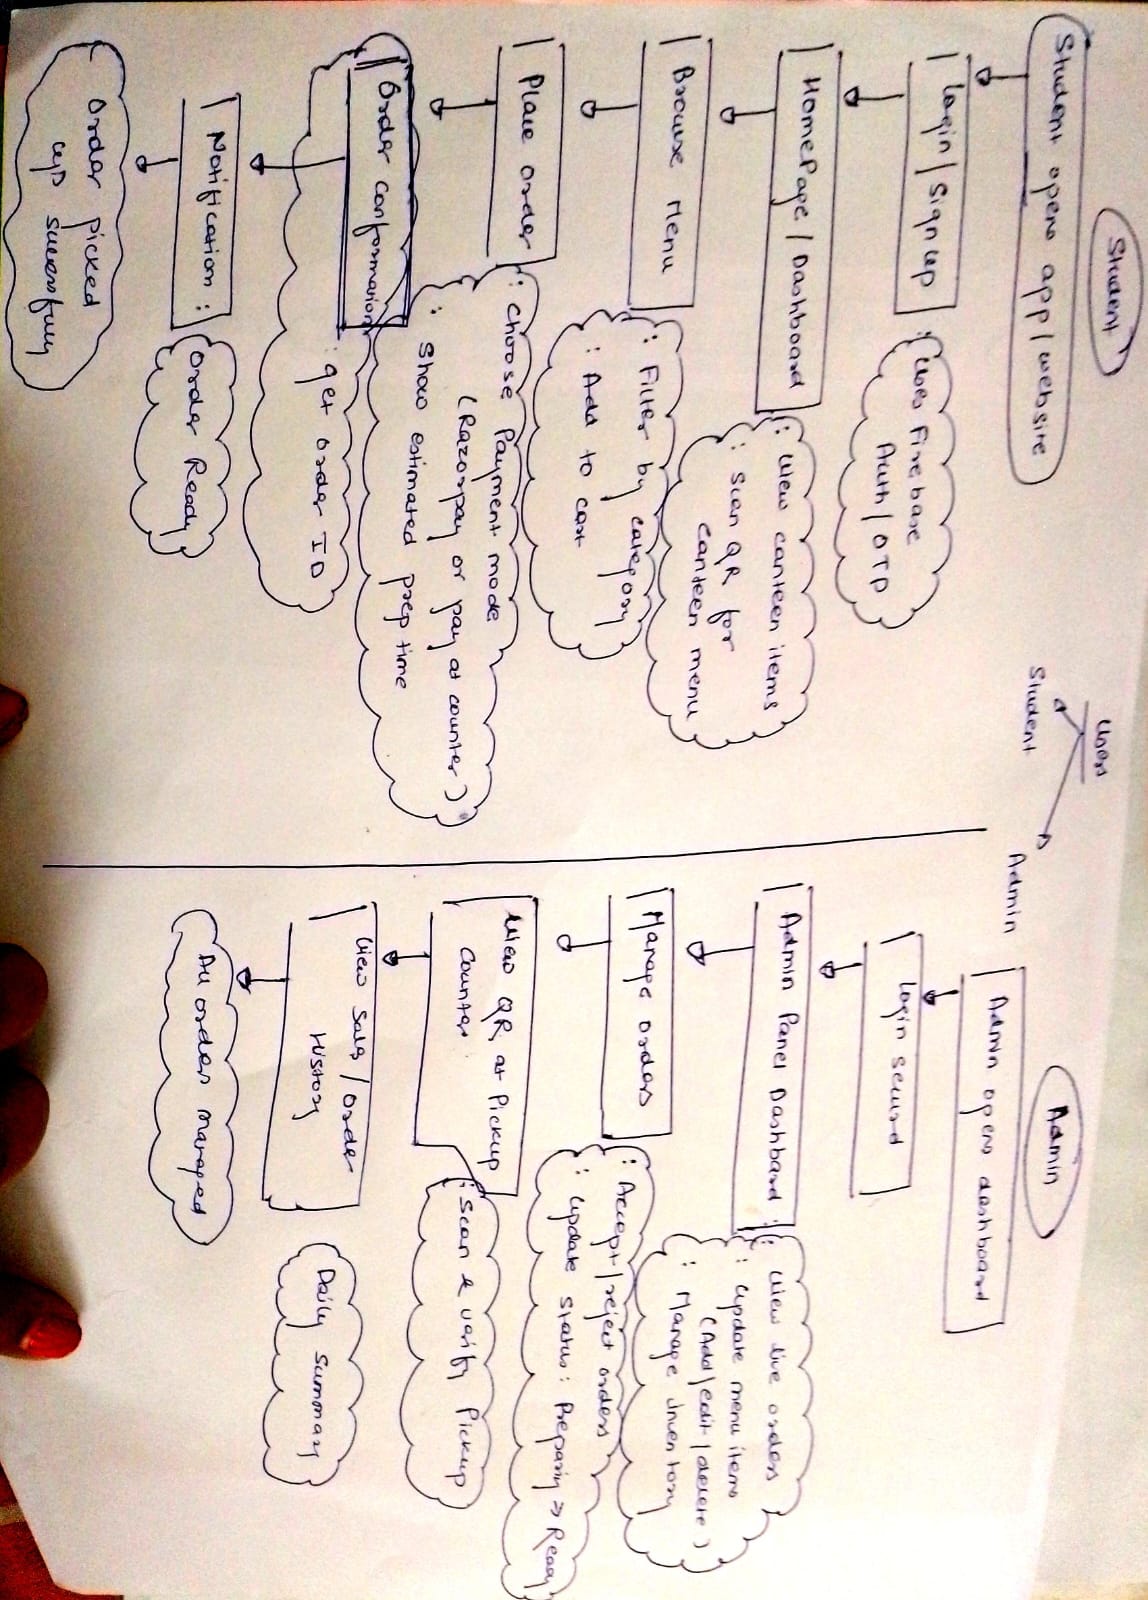 Users
Student
Admin
Student
Student opens app/website
Login/Sign up
: Uses Firebase
Auth/OTP
HomePage/Dashboard
: View canteen items
: Scan QR for
canteen menu
Browse Menu
: Filter by category
: Add to cart
Place order
: Choose Payment mode
(Razorpay or pay at counter)
: Show estimated prep time
Order conformation
: get order ID
Notification :
Order Ready
Order picked
up sucessfuly
Admin
Admin opens dashboard
Login secured
Admin Panel Dashboard :
: View live orders
: Update menu items
(Add/edit/delete)
: Manage Inventory
Manage orders
: Accept/reject orders
: Update status: Preparing > Ready
View QR at Pickup
Counter
: Scan & varify Pickup
View Sals/Order
History
Daily Summary
All order managed